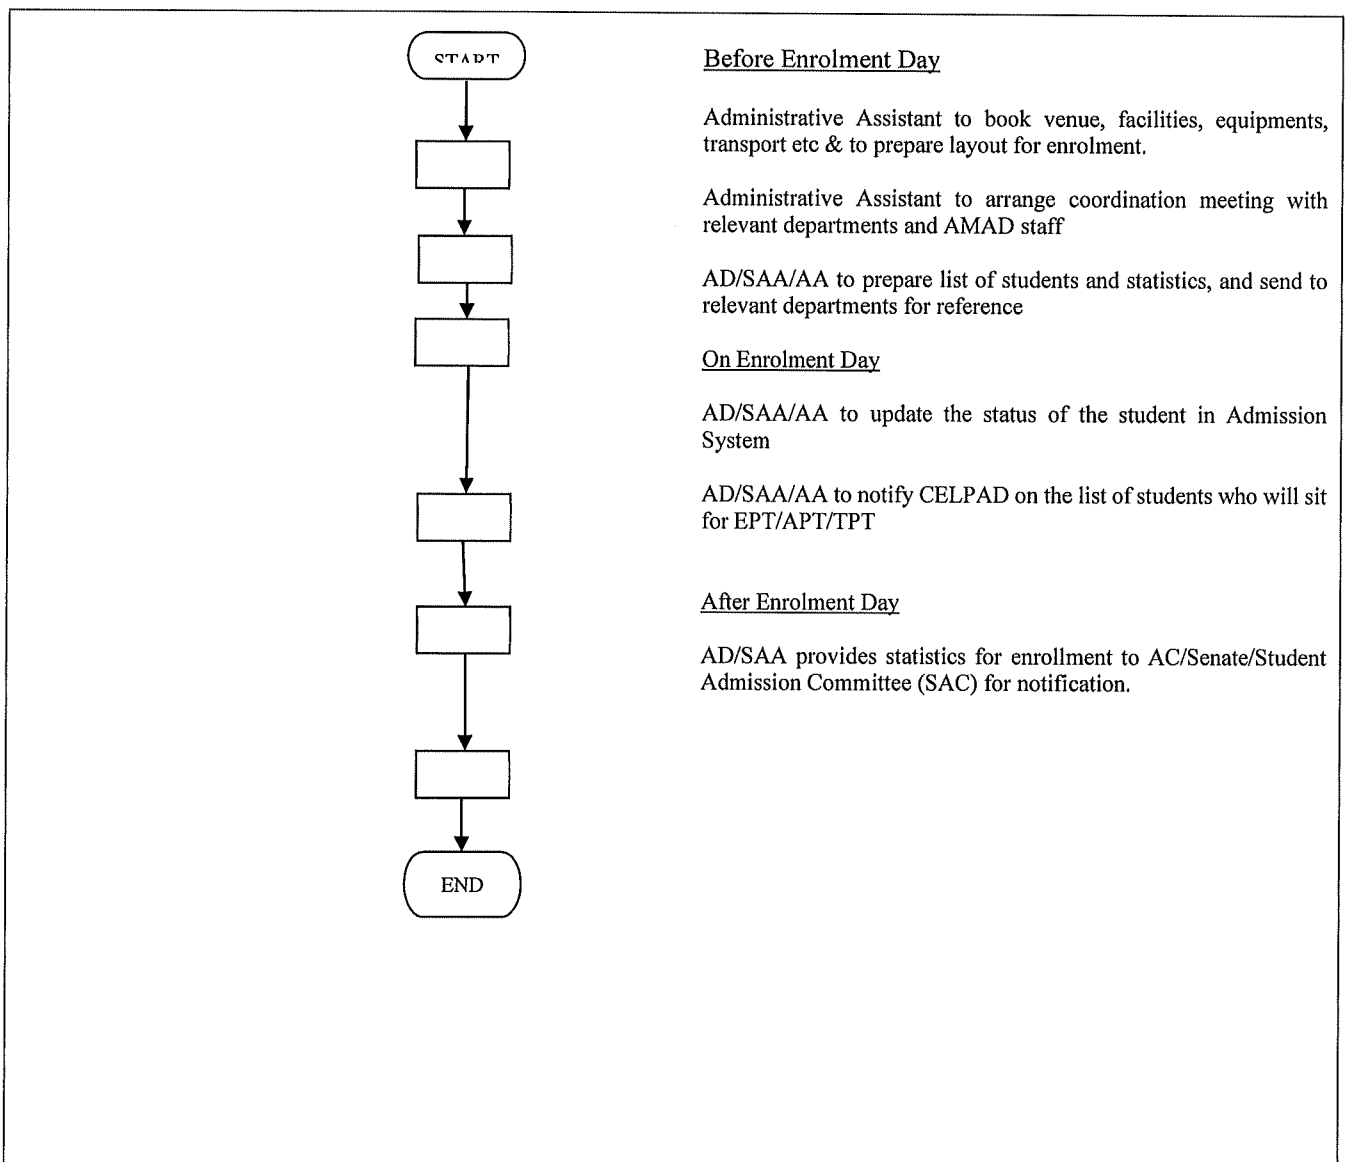 START
Before Enrolment Day
Administrative Assistant to book venue, facilities, equipments,
transport etc & to prepare layout for enrolment.
Administrative Assistant to arrange coordination meeting with
relevant departments and AMAD staff
AD/SAA/AA to prepare list of students and statistics, and send to
relevant departments for reference
On Enrolment Day
AD/SAA/AA to update the status of the student in Admission
System
AD/SAA/AA to notify CELPAD on the list of students who will sit
for EPT/APT/TPT
After Enrolment Day
AD/SAA provides statistics for enrollment to AC/Senate/Student
Admission Committee (SAC) for notification.
END